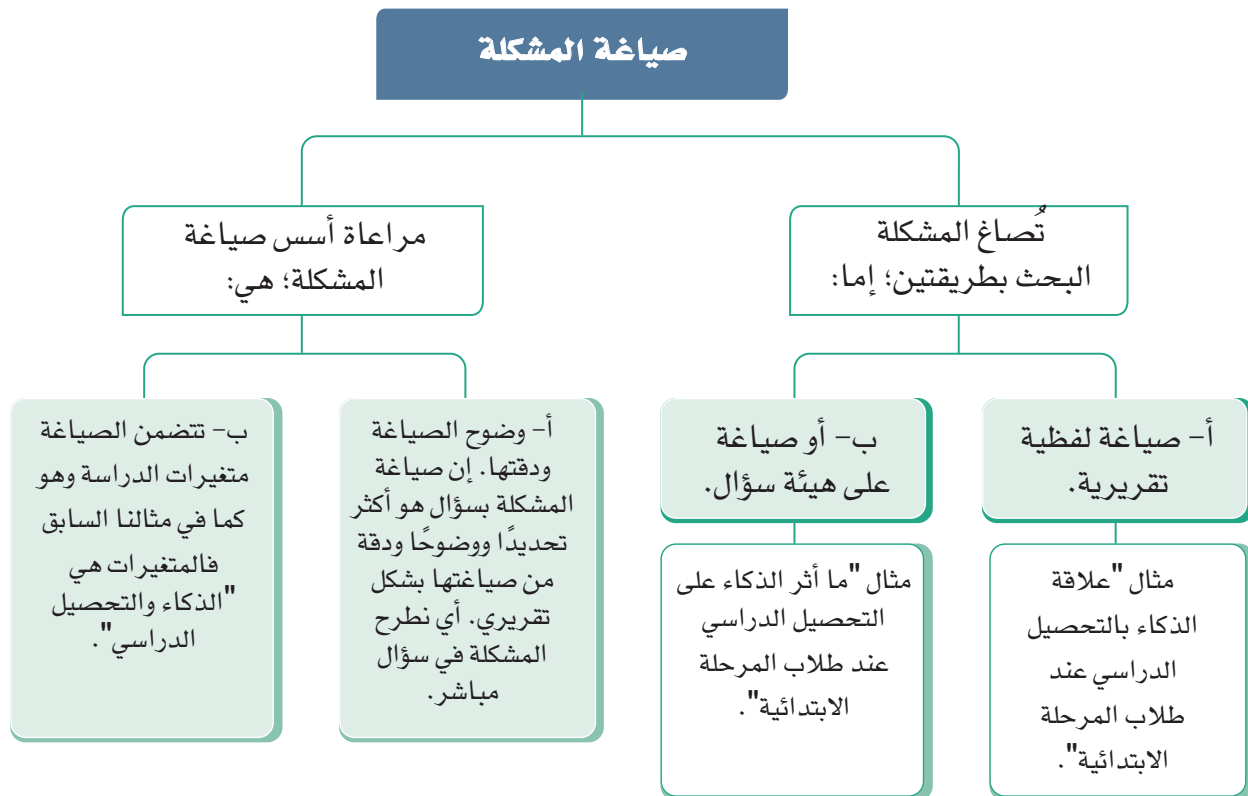 صياغة المشكلة
تُصاغ المشكلة
البحث بطريقتين؛ إما:
أ- صياغة لفظية
تقريرية.
مثال "علاقة
الذكاء بالتحصيل
الدراسي عند
طلاب المرحلة
الابتدائية".
ب- أو صياغة
على هيئة سؤال.
مثال "ما أثر الذكاء على
التحصيل الدراسي
عند طلاب المرحلة
الابتدائية".
مراعاة أسس صياغة
المشكلة؛ هي:
أ- وضوح الصياغة
ودقتها. إن صياغة
المشكلة بسؤال هو أكثر
تحديدًا ووضوحًا ودقة
من صياغتها بشكل
تقريري. أي نطرح
المشكلة في سؤال
مباشر.
ب- تتضمن الصياغة
متغيرات الدراسة وهو
كما في مثالنا السابق
فالمتغيرات هي
"الذكاء والتحصيل
الدراسي".